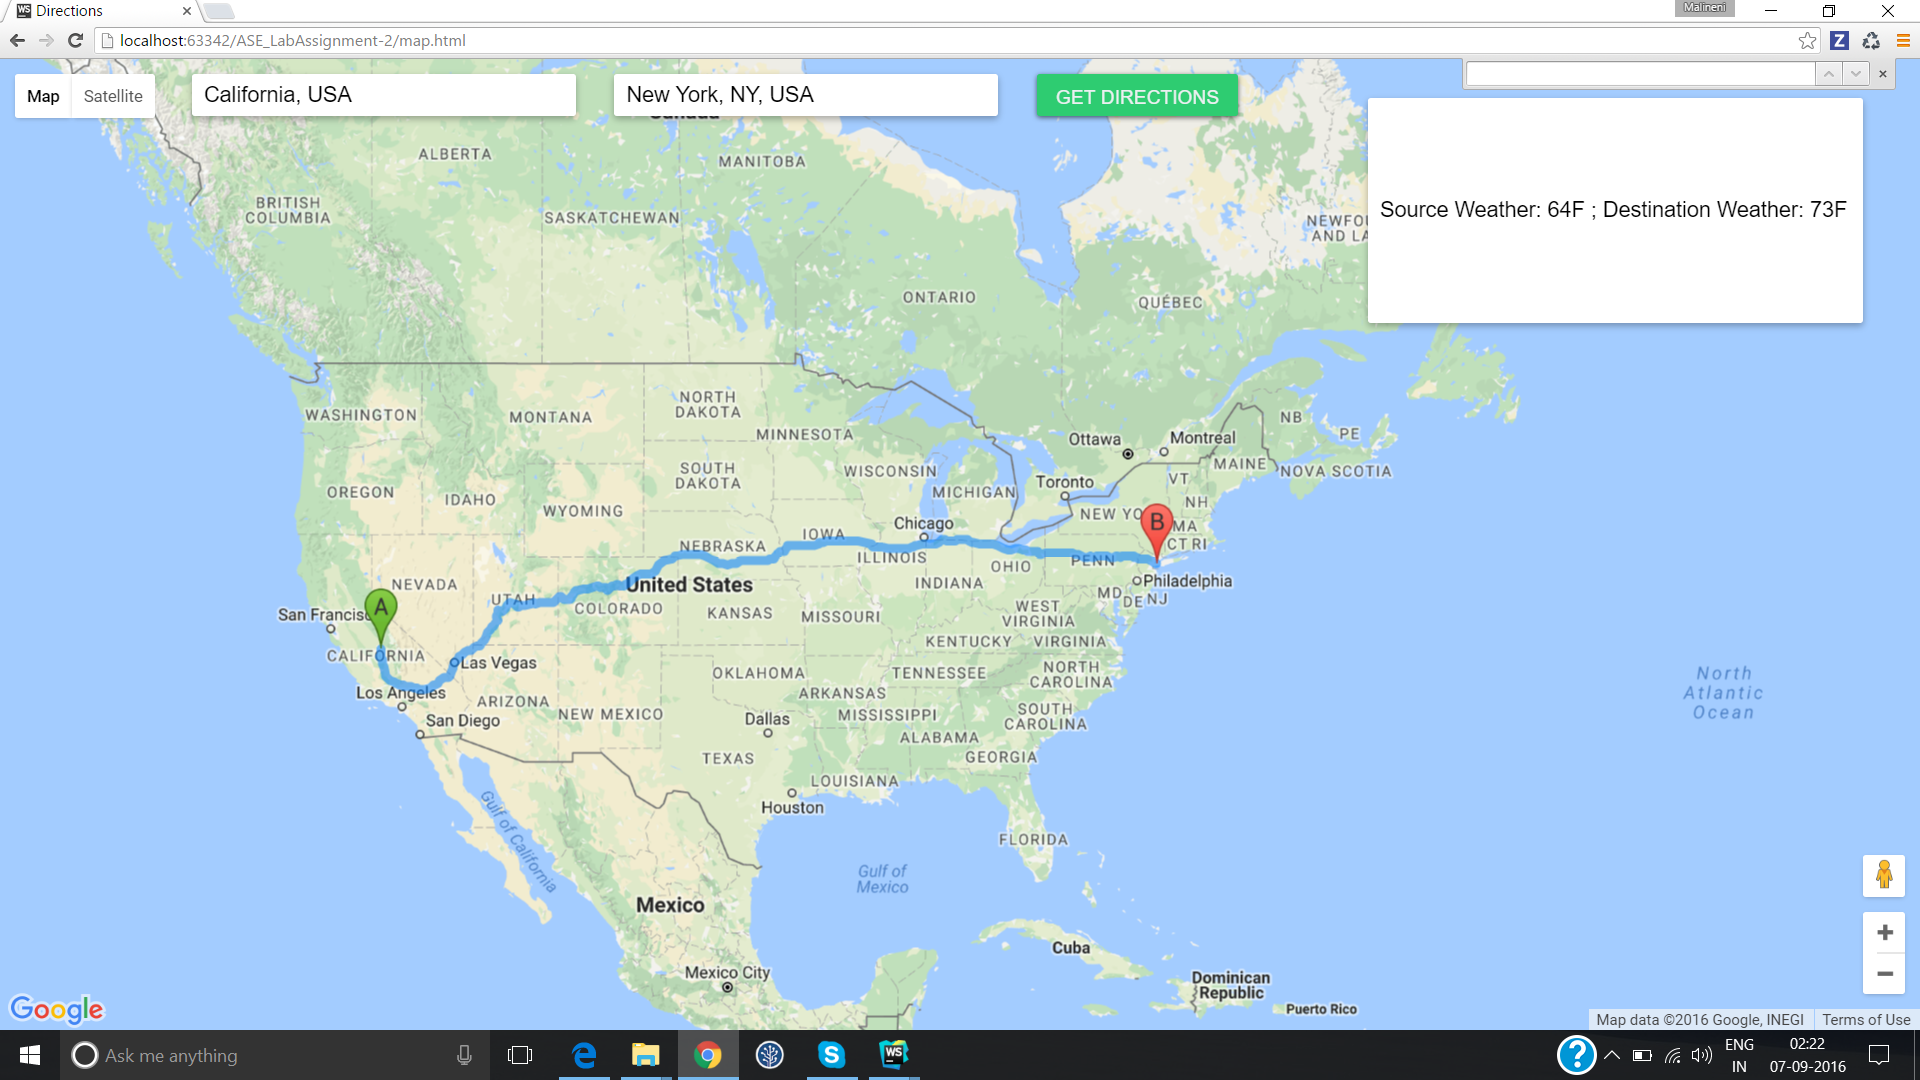 Directions
Malineni
localhost:63342/ASE_LabAssignment-2/map.html
Map
Satellite
California, USA
New York, NY, USA
GET DIRECTIONS
Source Weather: 64F ; Destination Weather: 73F
ALBERTA
MANITOBA
BRITISH
COLUMBIA
SASKATCHEWAN
ONTARIO
QUÉBEC
WASHINGTON
MONTANA
NORTH
DAKOTA
MINNESOTA
Ottawa
Montreal
NB
PE
NOVA SCOTIA
MAINE
OREGON
IDAHO
WYOMING
SOUTH
DAKOTA
WISCONSIN
MICHIGAN
Toronto
VT
NH
NEW YO
MA
CT RI
Chicago
IOWA
NEBRASKA
ILLINOIS
INDIANA
OHIO
PENN
A
B
Philadelphia
MD
DE
NJ
NEVADA
UTAH
United States
COLORADO
KANSAS
MISSOURI
WEST
VIRGINIA
KENTUCKY
VIRGINIA
San Francisc
CALIFORNIA
Las Vegas
Los Angeles
San Diego
ARIZONA
NEW MEXICO
OKLAHOMA
ARKANSAS
TENNESSEE
NORTH
CAROLINA
SOUTH
CAROLINA
MISSISSIPPI
ALABAMA
GEORGIA
Dallas
TEXAS
LOUISIANA
Houston
FLORIDA
North
Atlantic
Ocean
Gulf of California
Gulf of
Mexico
Mexico
Mexico City
Cuba
Dominican
Republic
Puerto Rico
Google
Map data ©2016 Google, INEGI
Terms of Use
Ask me anything
ENG
IN
02:22
07-09-2016